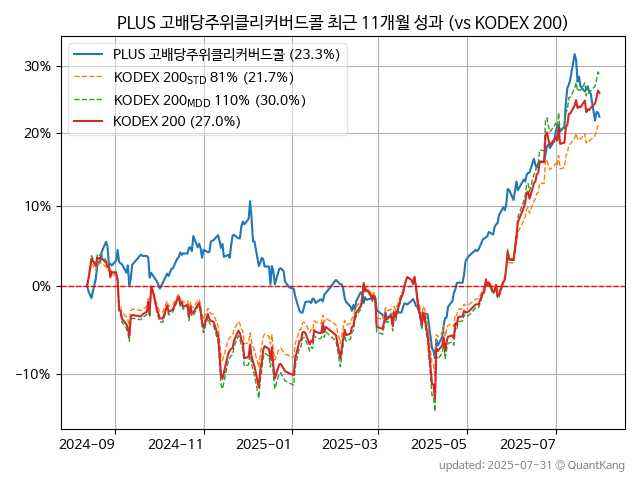 PLUS 고배당주위클리커버드콜 최근 11개월 성과 (vs KODEX 200)
PLUS 고배당주위클리커버드콜 (23.3%)
KODEX 200STD 81% (21.7%)
KODEX 200MDD 110% (30.0%)
KODEX 200 (27.0%)
30%
20%
10%
0%
−10%
2024-09 2024-11 2025-01 2025-03 2025-05 2025-07
updated: 2025-07-31 © QuantKang